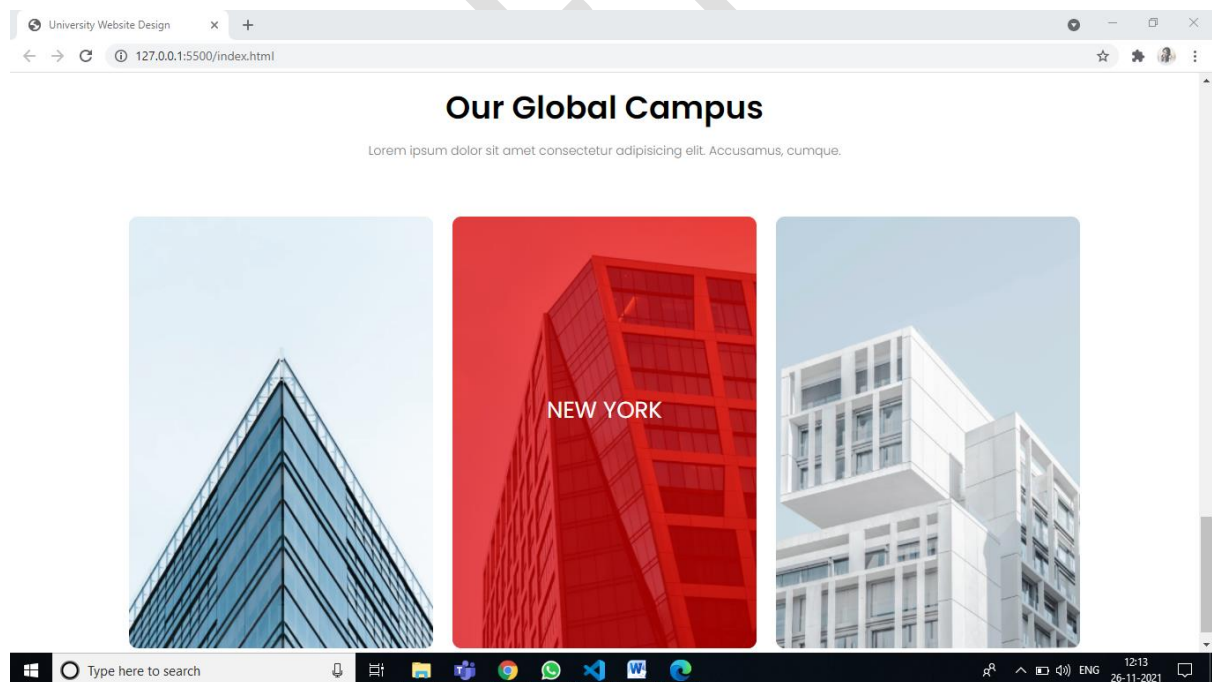 University Website Design
127.0.0.1:5500/index.html
Our Global Campus
Lorem ipsum dolor sit amet consectetur adipisicing elit. Accusamus, cumque.
NEW YORK
Type here to search
ENG
12:13
26-11-2021